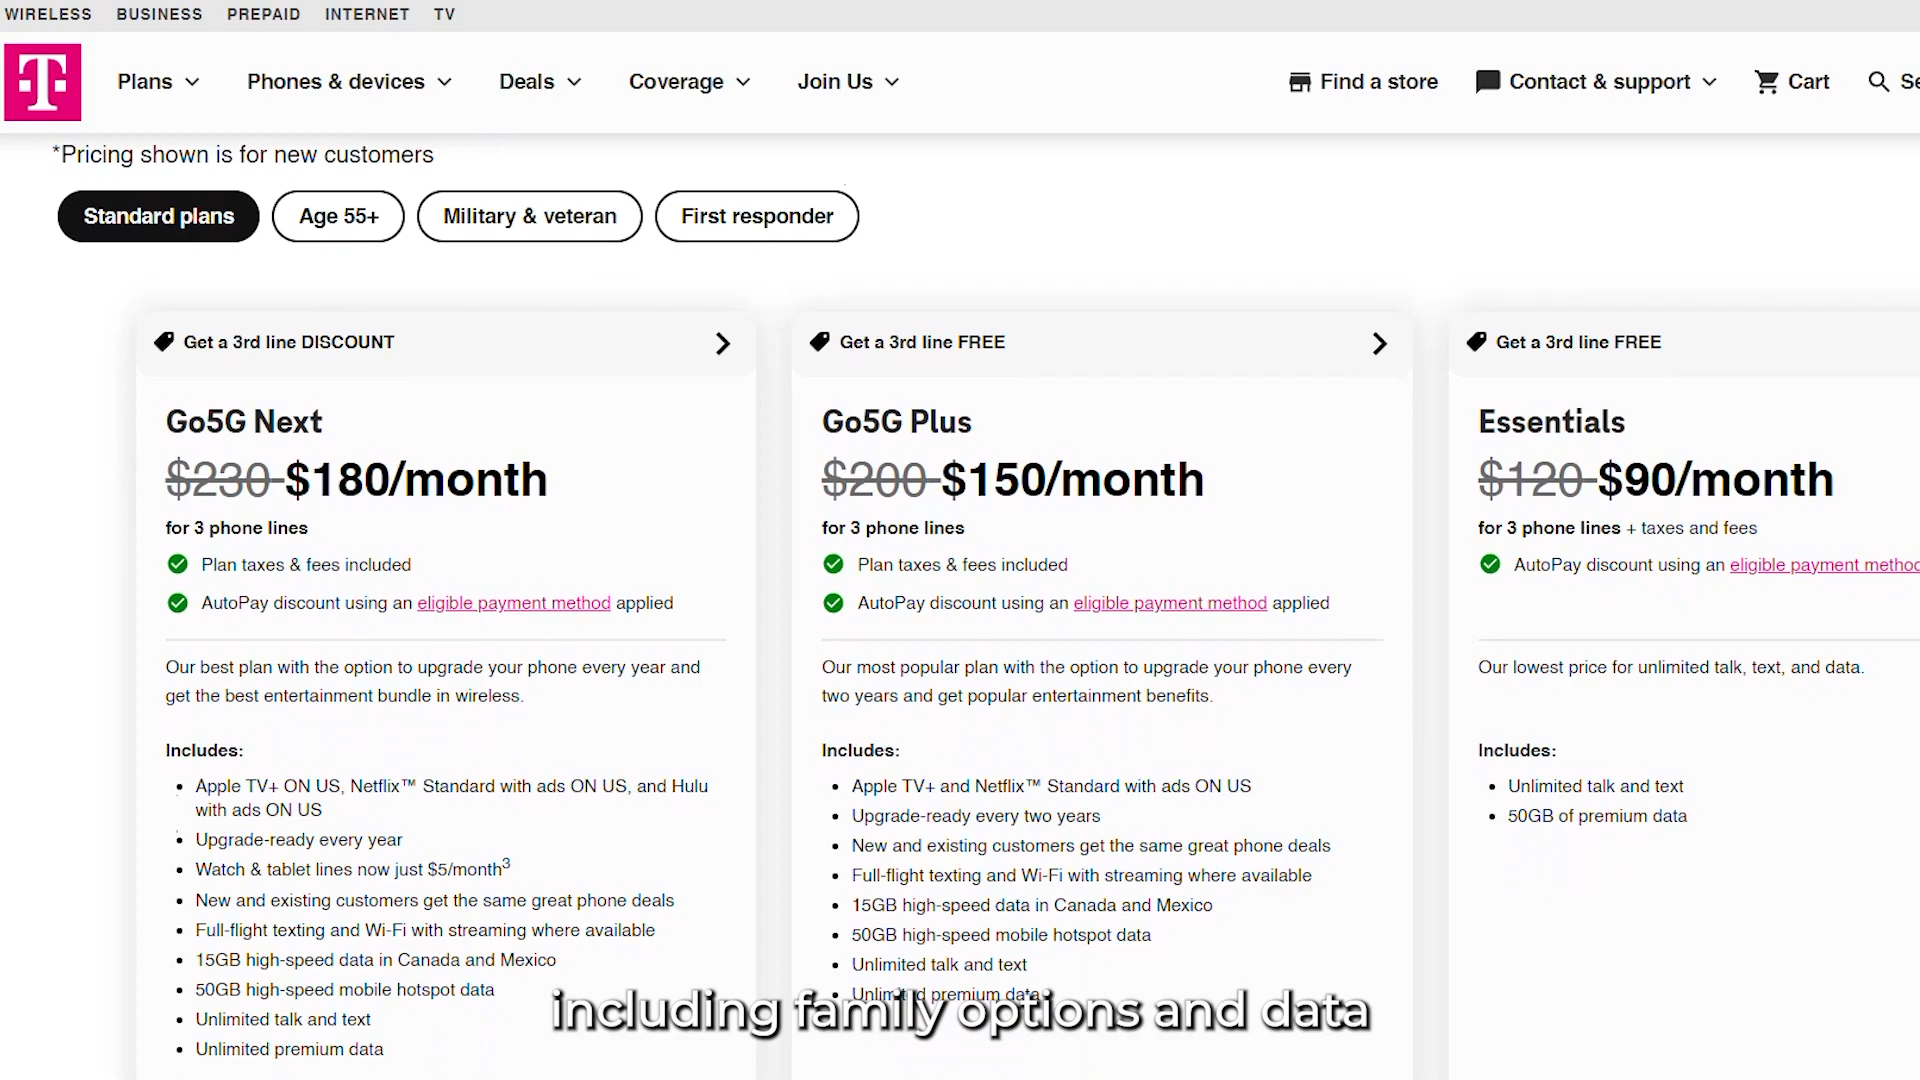 WIRELESS BUSINESS PREPAID INTERNET TV
T Plans Phones & devices Deals Coverage Join Us Find a store Contact & support Cart Se
*Pricing shown is for new customers
Standard plans Age 55+ Military & veteran First responder
Get a 3rd line DISCOUNT
Go5G Next
$230 $180/month
for 3 phone lines
Plan taxes & fees included
AutoPay discount using an eligible payment method applied
Our best plan with the option to upgrade your phone every year and
get the best entertainment bundle in wireless.
Includes:
• Apple TV+ ON US, Netflix™ Standard with ads ON US, and Hulu
with ads ON US
• Upgrade-ready every year
• Watch & tablet lines now just $5/month3
• New and existing customers get the same great phone deals
• Full-flight texting and Wi-Fi with streaming where available
• 15GB high-speed data in Canada and Mexico
• 50GB high-speed mobile hotspot data
• Unlimited talk and text
• Unlimited premium data
Get a 3rd line FREE
Go5G Plus
$200 $150/month
for 3 phone lines
Plan taxes & fees included
AutoPay discount using an eligible payment method applied
Our most popular plan with the option to upgrade your phone every
two years and get popular entertainment benefits.
Includes:
• Apple TV+ and Netflix™ Standard with ads ON US
• Upgrade-ready every two years
• New and existing customers get the same great phone deals
• Full-flight texting and Wi-Fi with streaming where available
• 15GB high-speed data in Canada and Mexico
• 50GB high-speed mobile hotspot data
• Unlimited talk and text
• Unlimited premium data
Get a 3rd line FREE
Essentials
$120 $90/month
for 3 phone lines + taxes and fees
AutoPay discount using an eligible payment method
Our lowest price for unlimited talk, text, and data.
Includes:
• Unlimited talk and text
• 50GB of premium data
including family options and data